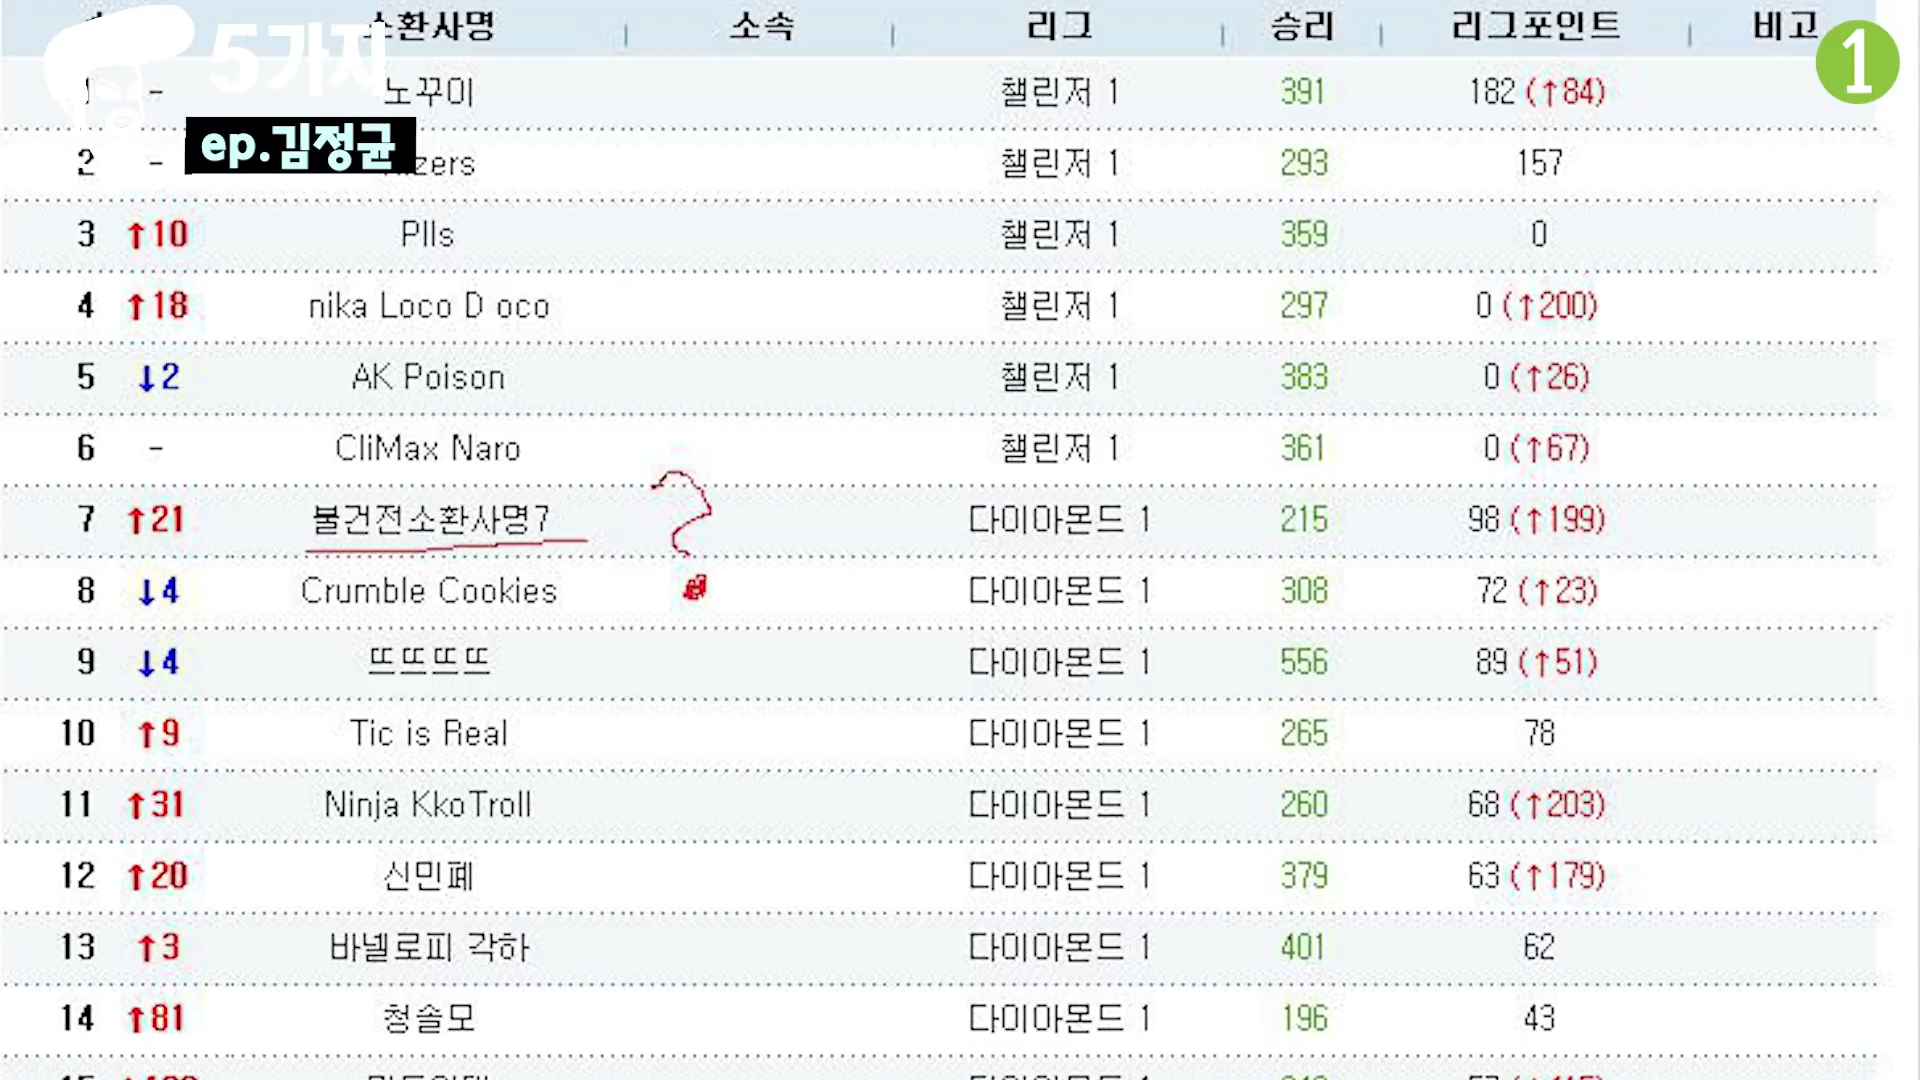 소환사명 소속 리그 승리 리그포인트 비고
1
5가지
ep.김정균
- 노꾸이 챌린저 1 391 182 (↑84)
2 - 챌린저 1 293 157
3 ↑10 Plls 챌린저 1 359 0
4 ↑18 nika Loco D oco 챌린저 1 297 0 (↑200)
5 ↓2 AK Poison 챌린저 1 383 0 (↑26)
6 - CliMax Naro 챌린저 1 361 0 (↑67)
7 ↑21 불건전소환사명7 ? 다이아몬드 1 215 98 (↑199)
8 ↓4 Crumble Cookies 다이아몬드 1 308 72 (↑23)
9 ↓4 뜨뜨뜨뜨 다이아몬드 1 556 89 (↑51)
10 ↑9 Tic is Real 다이아몬드 1 265 78
11 ↑31 Ninja KkoTroll 다이아몬드 1 260 68 (↑203)
12 ↑20 신민폐 다이아몬드 1 379 63 (↑179)
13 ↑3 바넬로피 각하 다이아몬드 1 401 62
14 ↑81 청솔모 다이아몬드 1 196 43